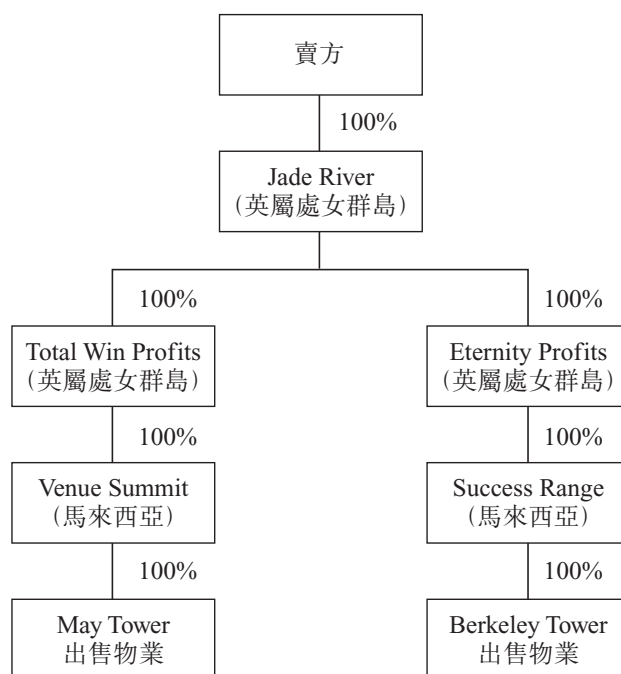 賣方
100%
Jade River
(英屬處女群島)
100%
100%
Total Win Profits
(英屬處女群島)
Eternity Profits
(英屬處女群島)
100%
100%
Venue Summit
(馬來西亞)
Success Range
(馬來西亞)
100%
100%
May Tower
出售物業
Berkeley Tower
出售物業